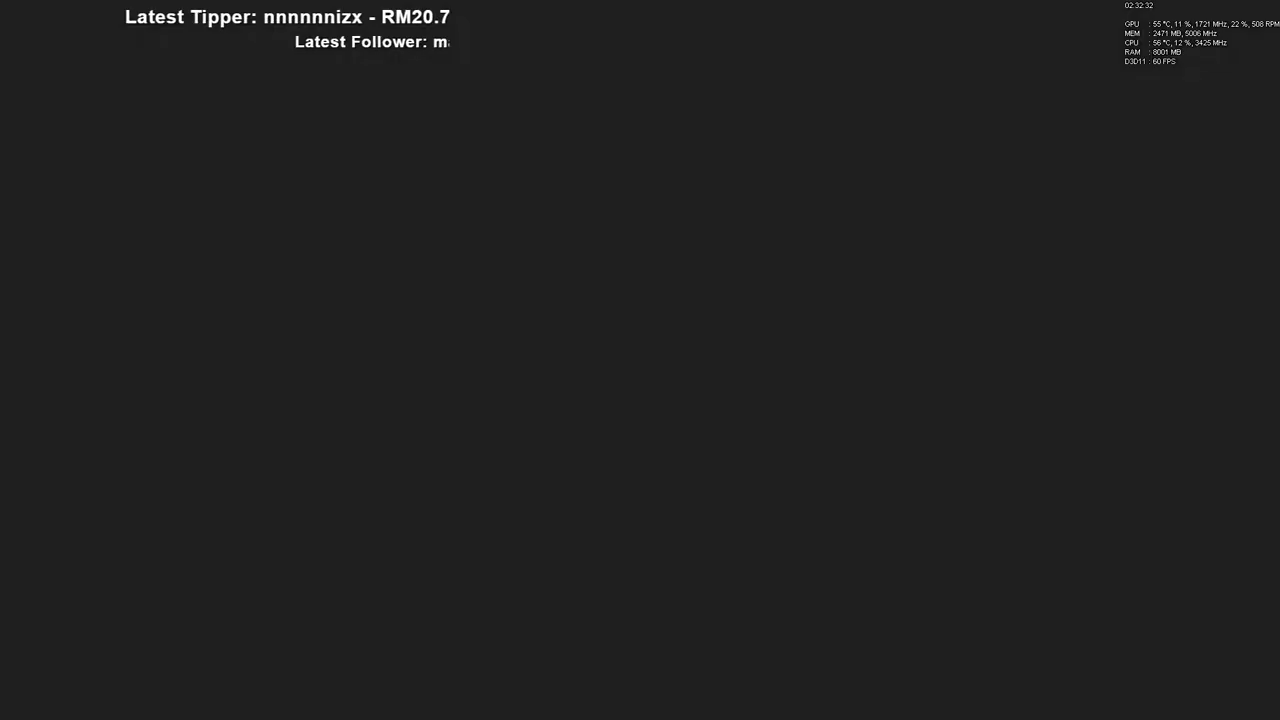 Latest Tipper: nnnnnnizx - RM20.7
Latest Follower:
02:32:32
GPU : 55 °C, 11 %, 1721 MHz, 22 %, 508 RPM
MEM : 2471 MB, 5006 MHz
CPU : 56 °C, 12 %, 3425 MHz
RAM : 8001 MB
D3D11 : 60 FPS